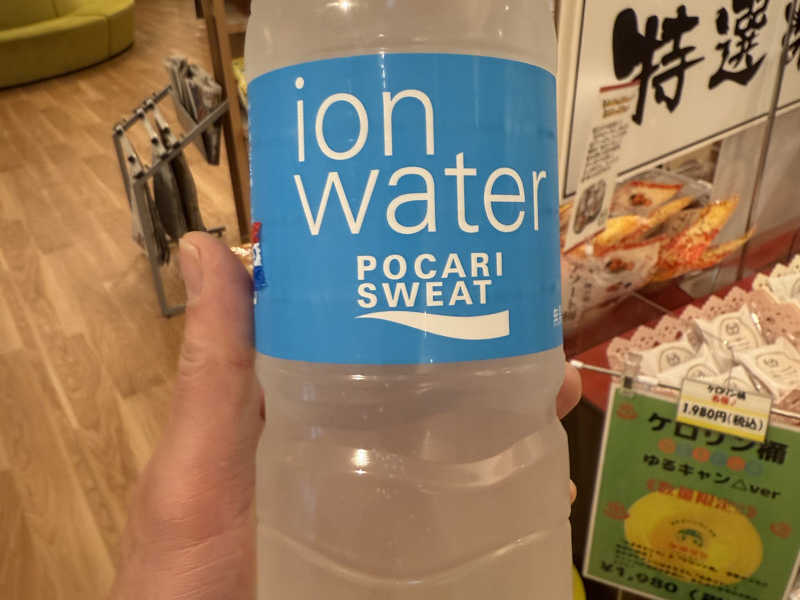 ion
water
POCARI
SWEAT
特選
ケロリン桶
1,980円(税込)
ケロリン桶
ゆるキャン△ver
数量限定